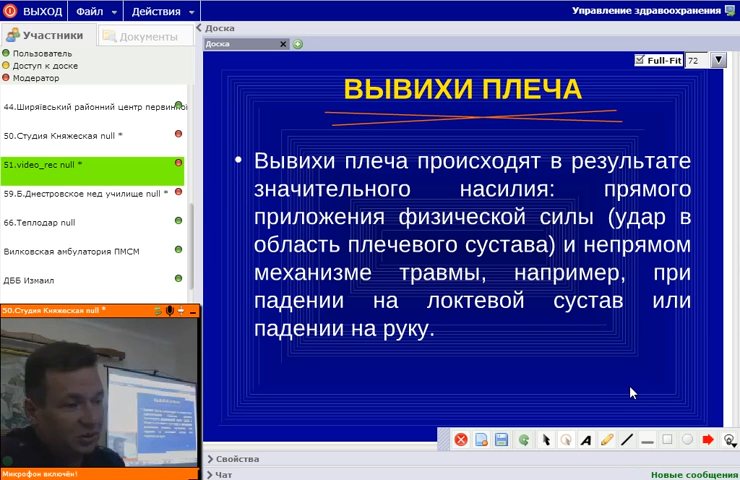 ВЫХОД Файл Действия Управление здравоохранения
Участники Документы
Пользователь
Доступ к доске
Модератор
44.Ширяївський районний центр первинної
50.Студия Княжеская null *
51.video_rec null *
59.Б.Днестровское мед училище null *
66.Теплодар null
Вилковская амбулатория ПМСМ
ДББ Измаил
50.Студия Княжеская null *
Микрофон включён!
Доска
Доска
Full-Fit 72
ВЫВИХИ ПЛЕЧА
• Вывихи плеча происходят в результате
значительного насилия: прямого
приложения физической силы (удар в
область плечевого сустава) и непрямом
механизме травмы, например, при
падении на локтевой сустав или
падении на руку.
A
Свойства
Чат Новые сообщения